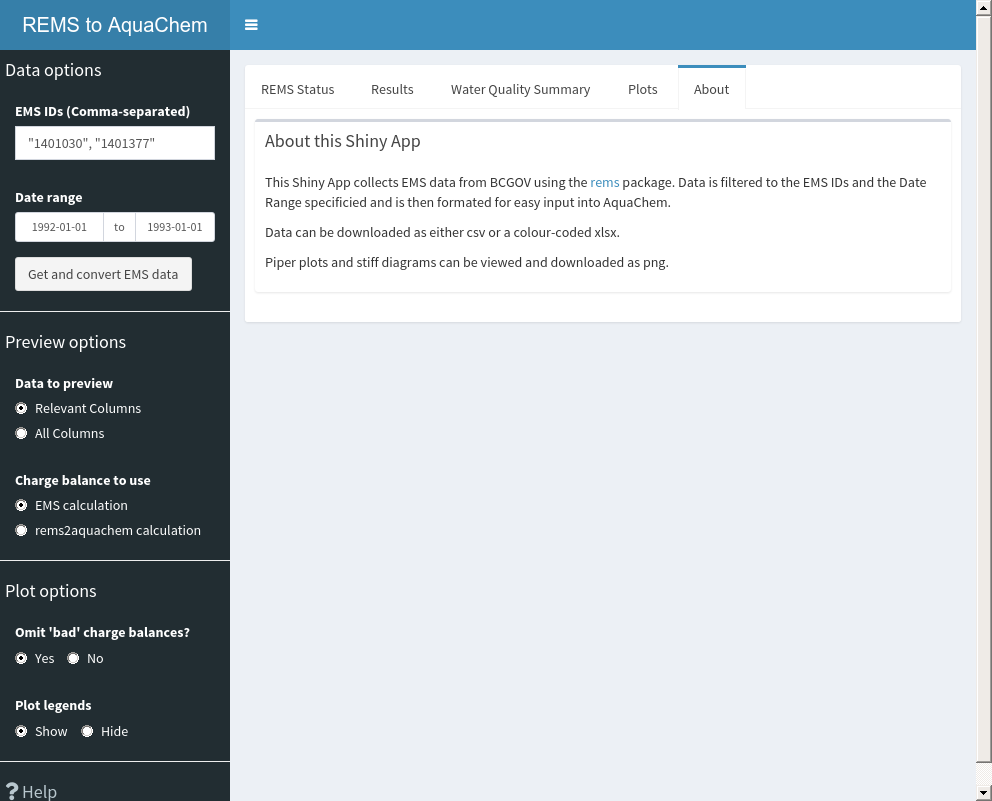 REMS to AquaChem
Data options
EMS IDs (Comma-separated)
"1401030", "1401377"
Date range
1992-01-01 to 1993-01-01
Get and convert EMS data
Preview options
Data to preview
Relevant Columns
All Columns
Charge balance to use
EMS calculation
rems2aquachem calculation
Plot options
Omit 'bad' charge balances?
Yes No
Plot legends
Show Hide
Help
REMS Status Results Water Quality Summary Plots About
About this Shiny App
This Shiny App collects EMS data from BCGOV using the rems package. Data is filtered to the EMS IDs and the Date
Range specificied and is then formated for easy input into AquaChem.
Data can be downloaded as either csv or a colour-coded xlsx.
Piper plots and stiff diagrams can be viewed and downloaded as png.